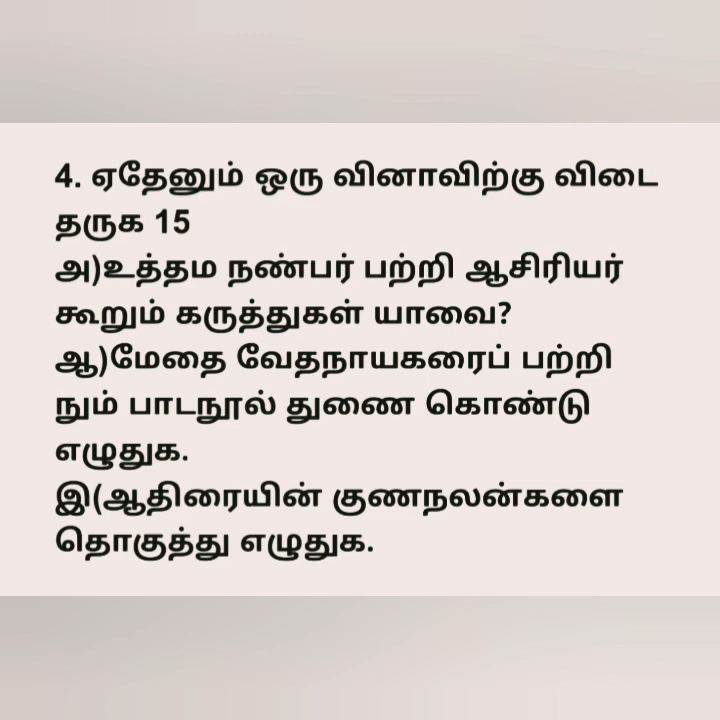 4. ஏதேனும் ஒரு வினாவிற்கு விடை
தருக 15
அ)உத்தம நண்பர் பற்றி ஆசிரியர்
கூறும் கருத்துகள் யாவை?
ஆ)மேதை வேதநாயகரைப் பற்றி
நும் பாடநூல் துணை கொண்டு
எழுதுக.
இ(ஆதிரையின் குணநலன்களை
தொகுத்து எழுதுக.